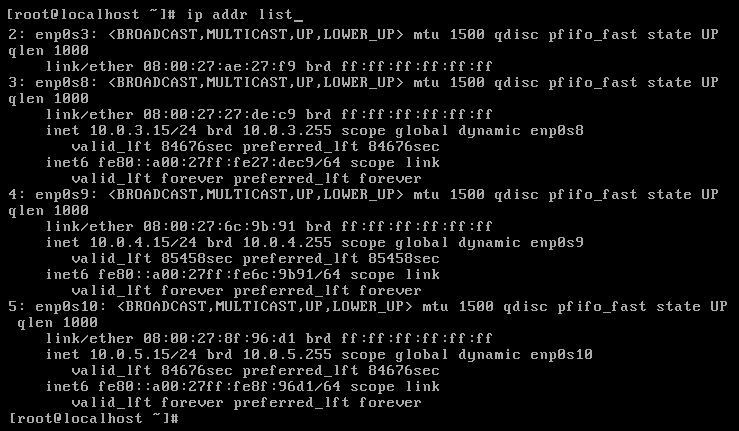 [root@localhost ~]# ip addr list_
2: enp0s3: <BROADCAST,MULTICAST,UP,LOWER_UP> mtu 1500 qdisc pfifo_fast state UP
qlen 1000
    link/ether 08:00:27:ae:27:f9 brd ff:ff:ff:ff:ff:ff
3: enp0s8: <BROADCAST,MULTICAST,UP,LOWER_UP> mtu 1500 qdisc pfifo_fast state UP
qlen 1000
    link/ether 08:00:27:27:de:c9 brd ff:ff:ff:ff:ff:ff
    inet 10.0.3.15/24 brd 10.0.3.255 scope global dynamic enp0s8
       valid_lft 84676sec preferred_lft 84676sec
    inet6 fe80::a00:27ff:fe27:dec9/64 scope link
       valid_lft forever preferred_lft forever
4: enp0s9: <BROADCAST,MULTICAST,UP,LOWER_UP> mtu 1500 qdisc pfifo_fast state UP
qlen 1000
    link/ether 08:00:27:6c:9b:91 brd ff:ff:ff:ff:ff:ff
    inet 10.0.4.15/24 brd 10.0.4.255 scope global dynamic enp0s9
       valid_lft 85458sec preferred_lft 85458sec
    inet6 fe80::a00:27ff:fe6c:9b91/64 scope link
       valid_lft forever preferred_lft forever
5: enp0s10: <BROADCAST,MULTICAST,UP,LOWER_UP> mtu 1500 qdisc pfifo_fast state UP
 qlen 1000
    link/ether 08:00:27:8f:96:d1 brd ff:ff:ff:ff:ff:ff
    inet 10.0.5.15/24 brd 10.0.5.255 scope global dynamic enp0s10
       valid_lft 84676sec preferred_lft 84676sec
    inet6 fe80::a00:27ff:fe8f:96d1/64 scope link
       valid_lft forever preferred_lft forever
[root@localhost ~]#